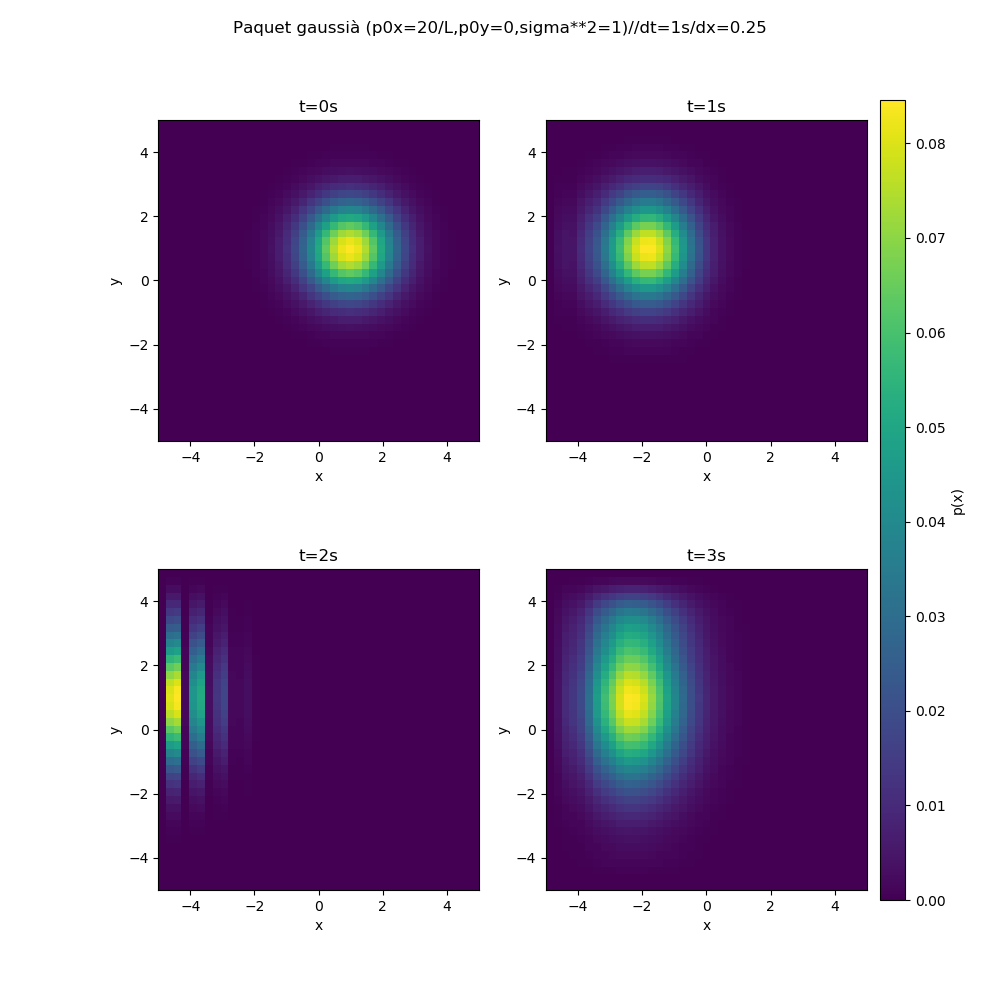 Paquet gaussià (p0x=20/L,p0y=0,sigma**2=1)//dt=1s/dx=0.25
t=0s
4
2
0
−2
−4
y
−4 −2 0 2 4
x
t=1s
4
2
0
−2
−4
y
−4 −2 0 2 4
x
t=2s
4
2
0
−2
−4
y
−4 −2 0 2 4
x
t=3s
4
2
0
−2
−4
y
−4 −2 0 2 4
x
0.08
0.07
0.06
0.05
0.04
0.03
0.02
0.01
0.00
p(x)